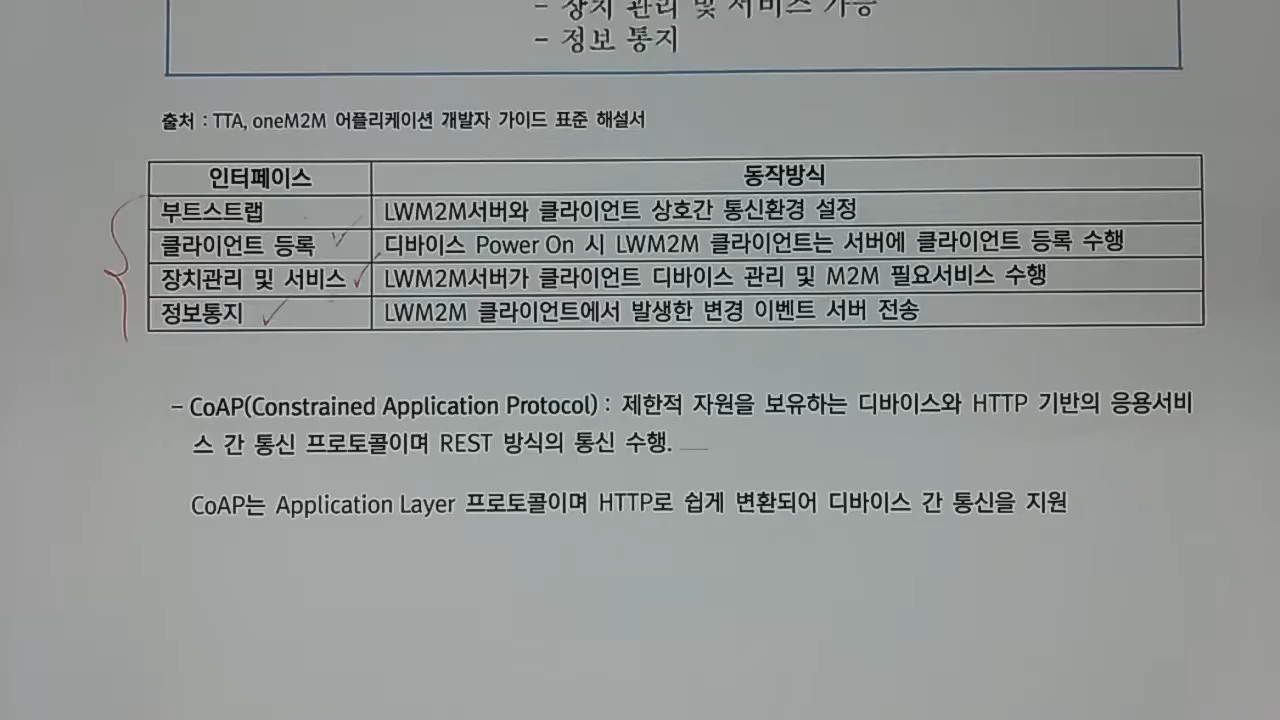 - 장치 관리 및 서비스 가능
- 정보 통지
출처 : TTA, oneM2M 어플리케이션 개발자 가이드 표준 해설서
인터페이스 동작방식
부트스트랩 LWM2M서버와 클라이언트 상호간 통신환경 설정
클라이언트 등록 디바이스 Power On 시 LWM2M 클라이언트는 서버에 클라이언트 등록 수행
장치관리 및 서비스 LWM2M서버가 클라이언트 디바이스 관리 및 M2M 필요서비스 수행
정보통지 LWM2M 클라이언트에서 발생한 변경 이벤트 서버 전송
- CoAP(Constrained Application Protocol) : 제한적 자원을 보유하는 디바이스와 HTTP 기반의 응용서비
스 간 통신 프로토콜이며 REST 방식의 통신 수행.
CoAP는 Application Layer 프로토콜이며 HTTP로 쉽게 변환되어 디바이스 간 통신을 지원